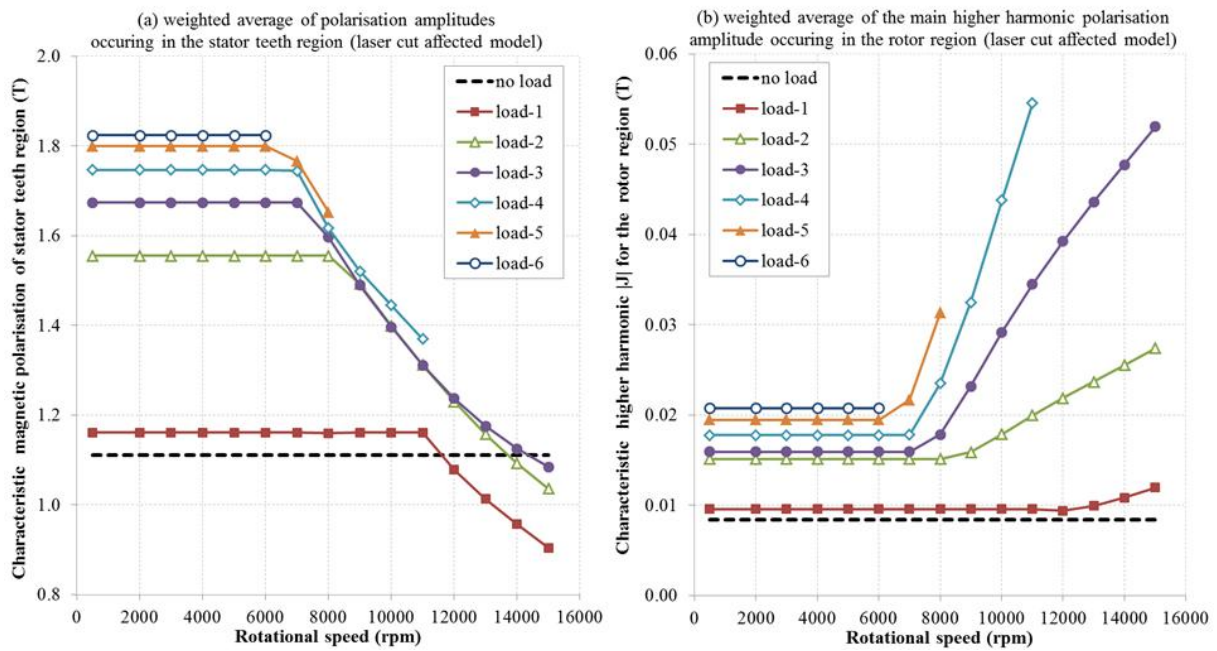 (a) weighted average of polarisation amplitudes
occuring in the stator teeth region (laser cut affected model)
Characteristic magnetic polarisation of stator teeth region (T)
2.0
1.8
1.6
1.4
1.2
1.0
0.8
no load
load-1
load-2
load-3
load-4
load-5
load-6
0 2000 4000 6000 8000 10000 12000 14000 16000
Rotational speed (rpm)
(b) weighted average of the main higher harmonic polarisation
amplitude occuring in the rotor region (laser cut affected model)
Characteristic higher harmonic |J| for the rotor region (T)
0.06
0.05
0.04
0.03
0.02
0.01
0.00
no load
load-1
load-2
load-3
load-4
load-5
load-6
0 2000 4000 6000 8000 10000 12000 14000 16000
Rotational speed (rpm)